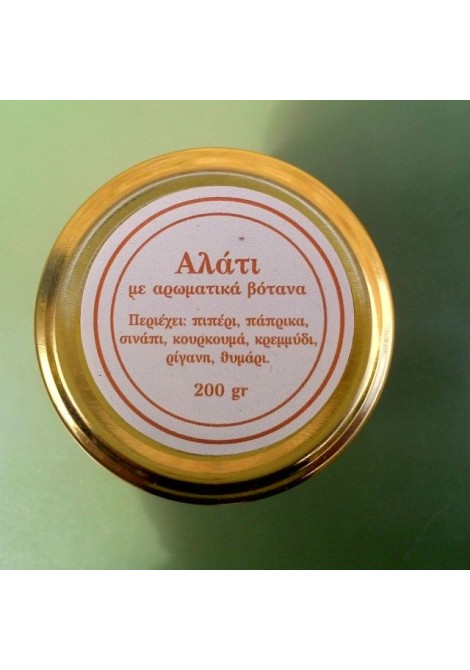 Αλάτι
με αρωματικά βότανα
Περιέχει: πιπέρι, πάπρικα,
σινάπι, κουρκουμά, κρεμμύδι,
ρίγανη, θυμάρι.
200 gr